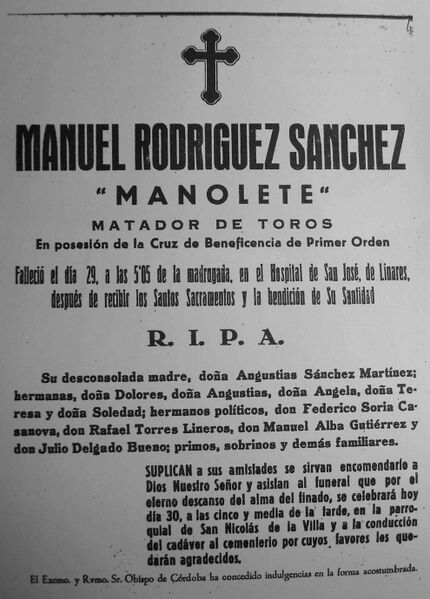 MANUEL RODRIGUEZ SANCHEZ
"MANOLETE"
MATADOR DE TOROS
En posesión de la Cruz de Beneficencia de Primer Orden
Falleció el día 29, a las 5'05 de la madrugada, en el Hospital de San José, de Linares,
después de recibir los Santos Sacramentos y la bendición de Su Santidad
R. I. P. A.
Su desconsolada madre, doña Angustias Sánchez Martínez;
hermanas, doña Dolores, doña Angustias, doña Angela, doña Te-
resa y doña Soledad; hermanos políticos, don Federico Soria Ca-
sanova, don Rafael Torres Lineros, don Manuel Alba Gutiérrez y
don Julio Delgado Bueno; primos, sobrinos y demás familiares.
SUPLICAN a sus amistades se sirvan encomendarlo a
Dios Nuestro Señor y asistan al funeral que por el
eterno descanso del alma del finado, se celebrará hoy
día 30, a las cinco y media de la tarde, en la parro-
quial de San Nicolás de la Villa y a la conducción
del cadáver al cementerio por cuyos favores les que-
darán agradecidos.
El Excmo. y Rvmo. Sr. Obispo de Córdoba ha concedido indulgencias en la forma acostumbrada.